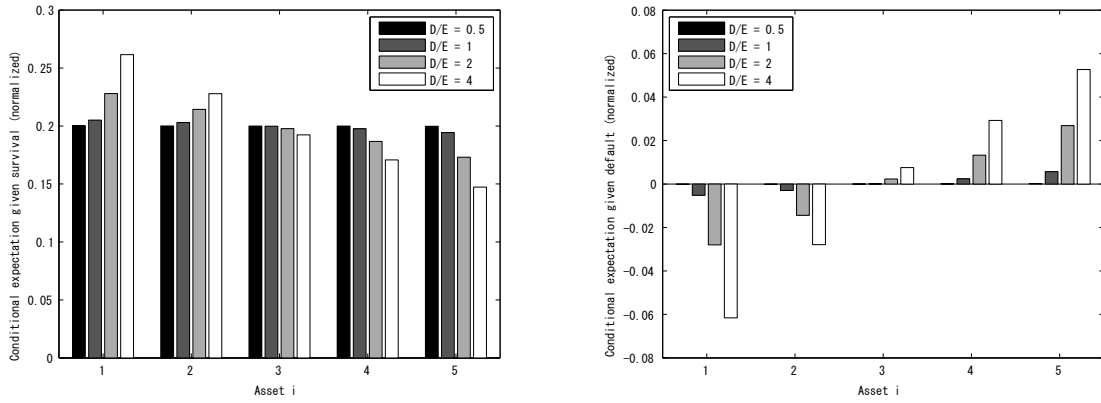 Conditional expectation given survival (normalized)
0.3
0.25
0.2
0.15
0.1
0.05
0
D/E = 0.5
D/E = 1
D/E = 2
D/E = 4
1 2 3 4 5
Asset i
Conditional expectation given default (normalized)
0.08
0.06
0.04
0.02
0
-0.02
-0.04
-0.06
-0.08
D/E = 0.5
D/E = 1
D/E = 2
D/E = 4
1 2 3 4 5
Asset i